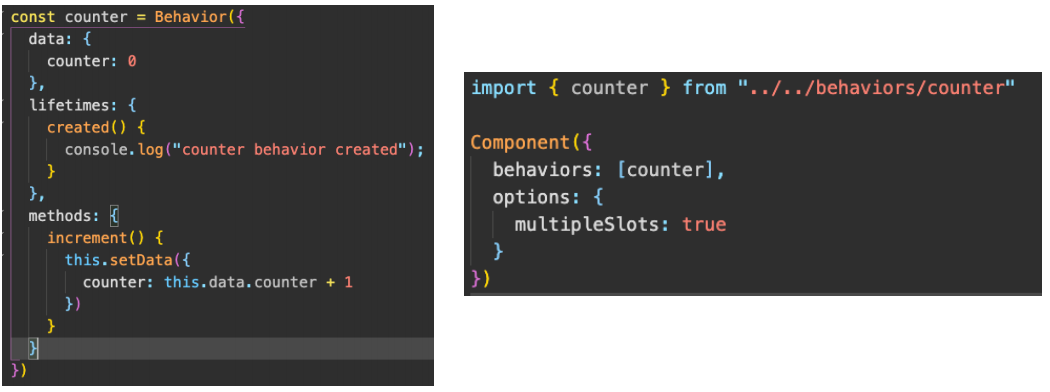 const counter = Behavior({
  data: {
    counter: 0
  },
  lifetimes: {
    created() {
      console.log("counter behavior created");
    }
  },
  methods: {
    increment() {
      this.setData({
        counter: this.data.counter + 1
      })
    }
  }
})
import { counter } from "../../behaviors/counter"

Component({
  behaviors: [counter],
  options: {
    multipleSlots: true
  }
})